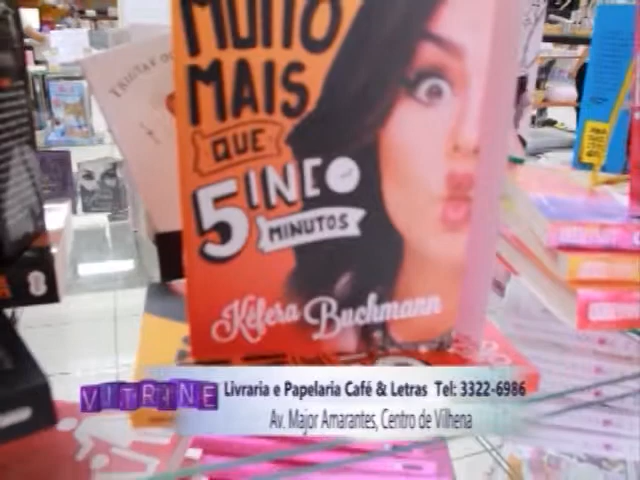 MUITO
MAIS
QUE
5INCO
MINUTOS
Kéfera Buchmann
VITRINE
Livraria e Papelaria Café & Letras Tel: 3322-6986
Av. Major Amarantes, Centro de Vilhena